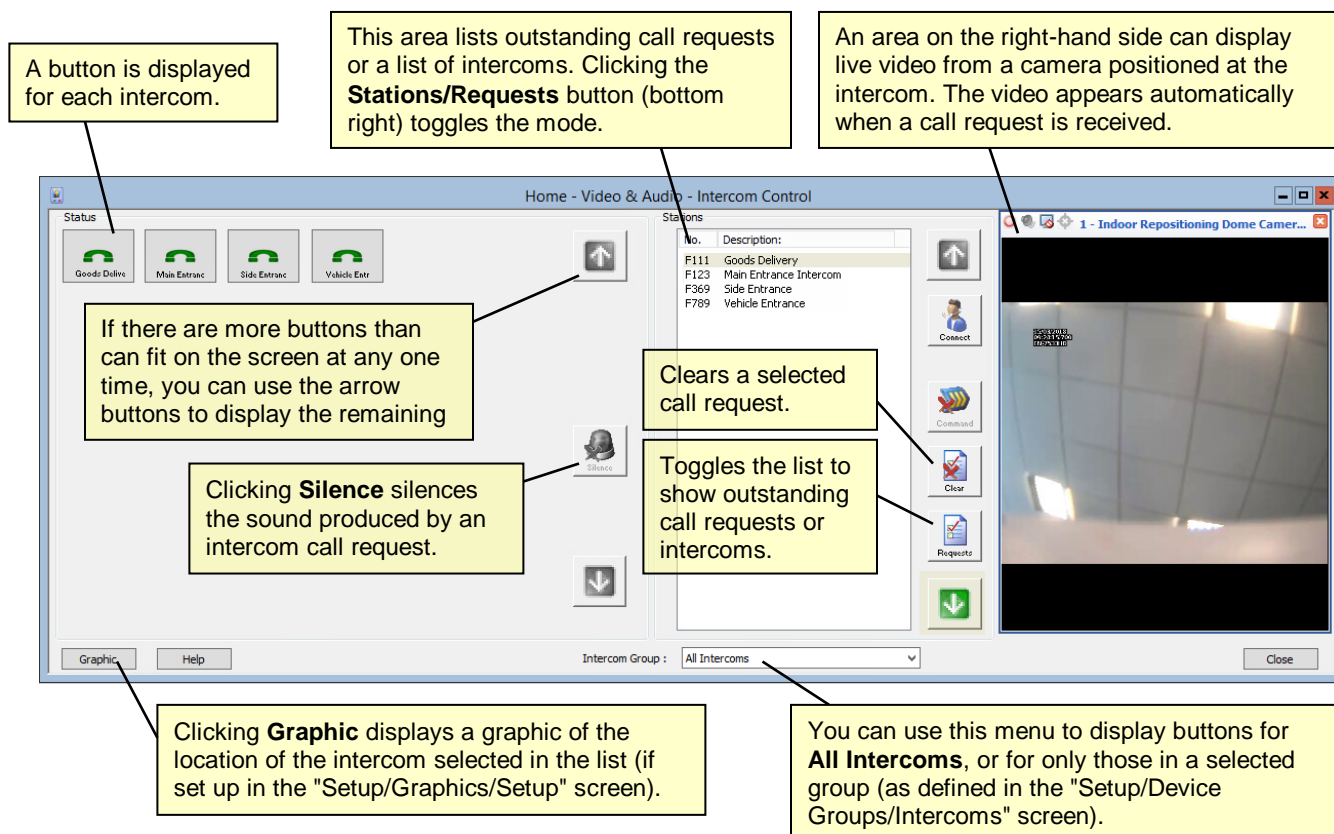 A button is displayed
for each intercom.
This area lists outstanding call requests
or a list of intercoms. Clicking the
Stations/Requests button (bottom
right) toggles the mode.
An area on the right-hand side can display
live video from a camera positioned at the
intercom. The video appears automatically
when a call request is received.
Home - Video & Audio - Intercom Control
Status
Goods Delive
Main Entranc
Side Entranc
Vehicle Entr
If there are more buttons than
can fit on the screen at any one
time, you can use the arrow
buttons to display the remaining
Silence
Clicking Silence silences
the sound produced by an
intercom call request.
Stations
No. Description:
F111 Goods Delivery
F123 Main Entrance Intercom
F369 Side Entrance
F789 Vehicle Entrance
Connect
Command
Clear
Requests
Clears a selected
call request.
Toggles the list to
show outstanding
call requests or
intercoms.
1 - Indoor Repositioning Dome Camer...
Graphic
Help
Intercom Group :
All Intercoms
Close
Clicking Graphic displays a graphic of the
location of the intercom selected in the list (if
set up in the "Setup/Graphics/Setup" screen).
You can use this menu to display buttons for
All Intercoms, or for only those in a selected
group (as defined in the "Setup/Device
Groups/Intercoms" screen).